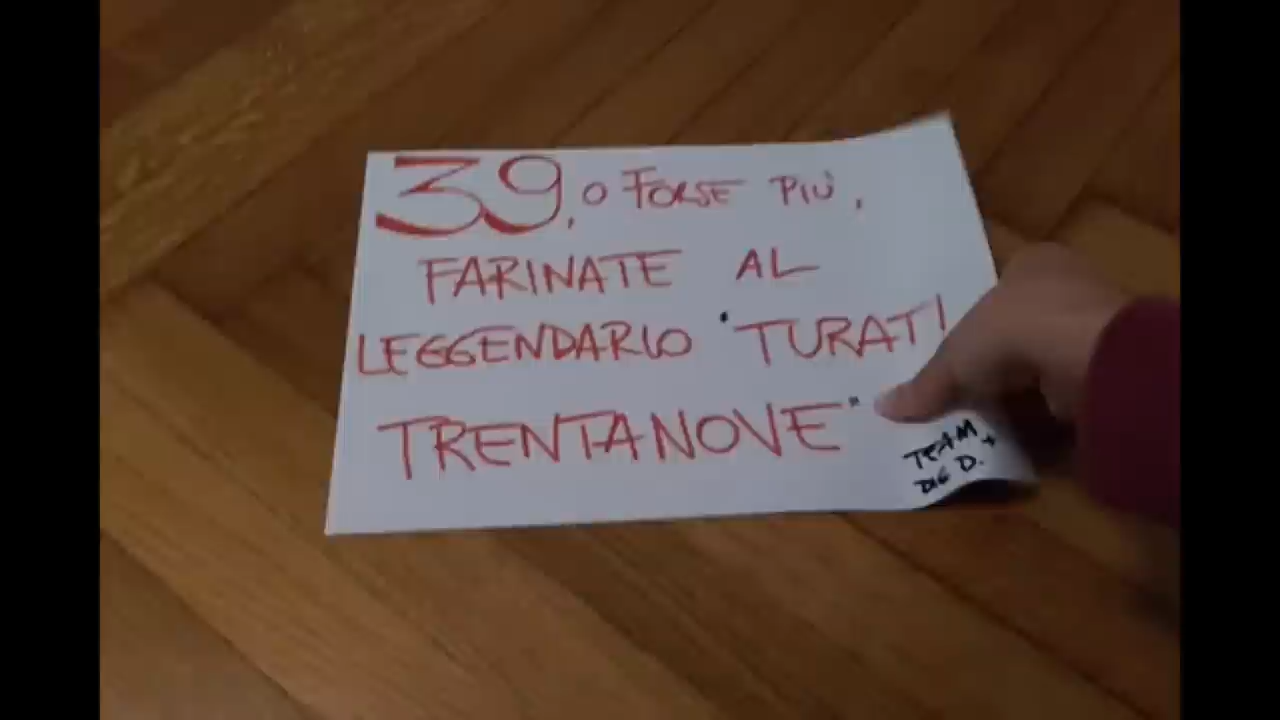 39, O FORSE PIÙ,
FARINATE AL
LEGGENDARIO "TURATI
TRENTANOVE"
TEAM +
DIE D.